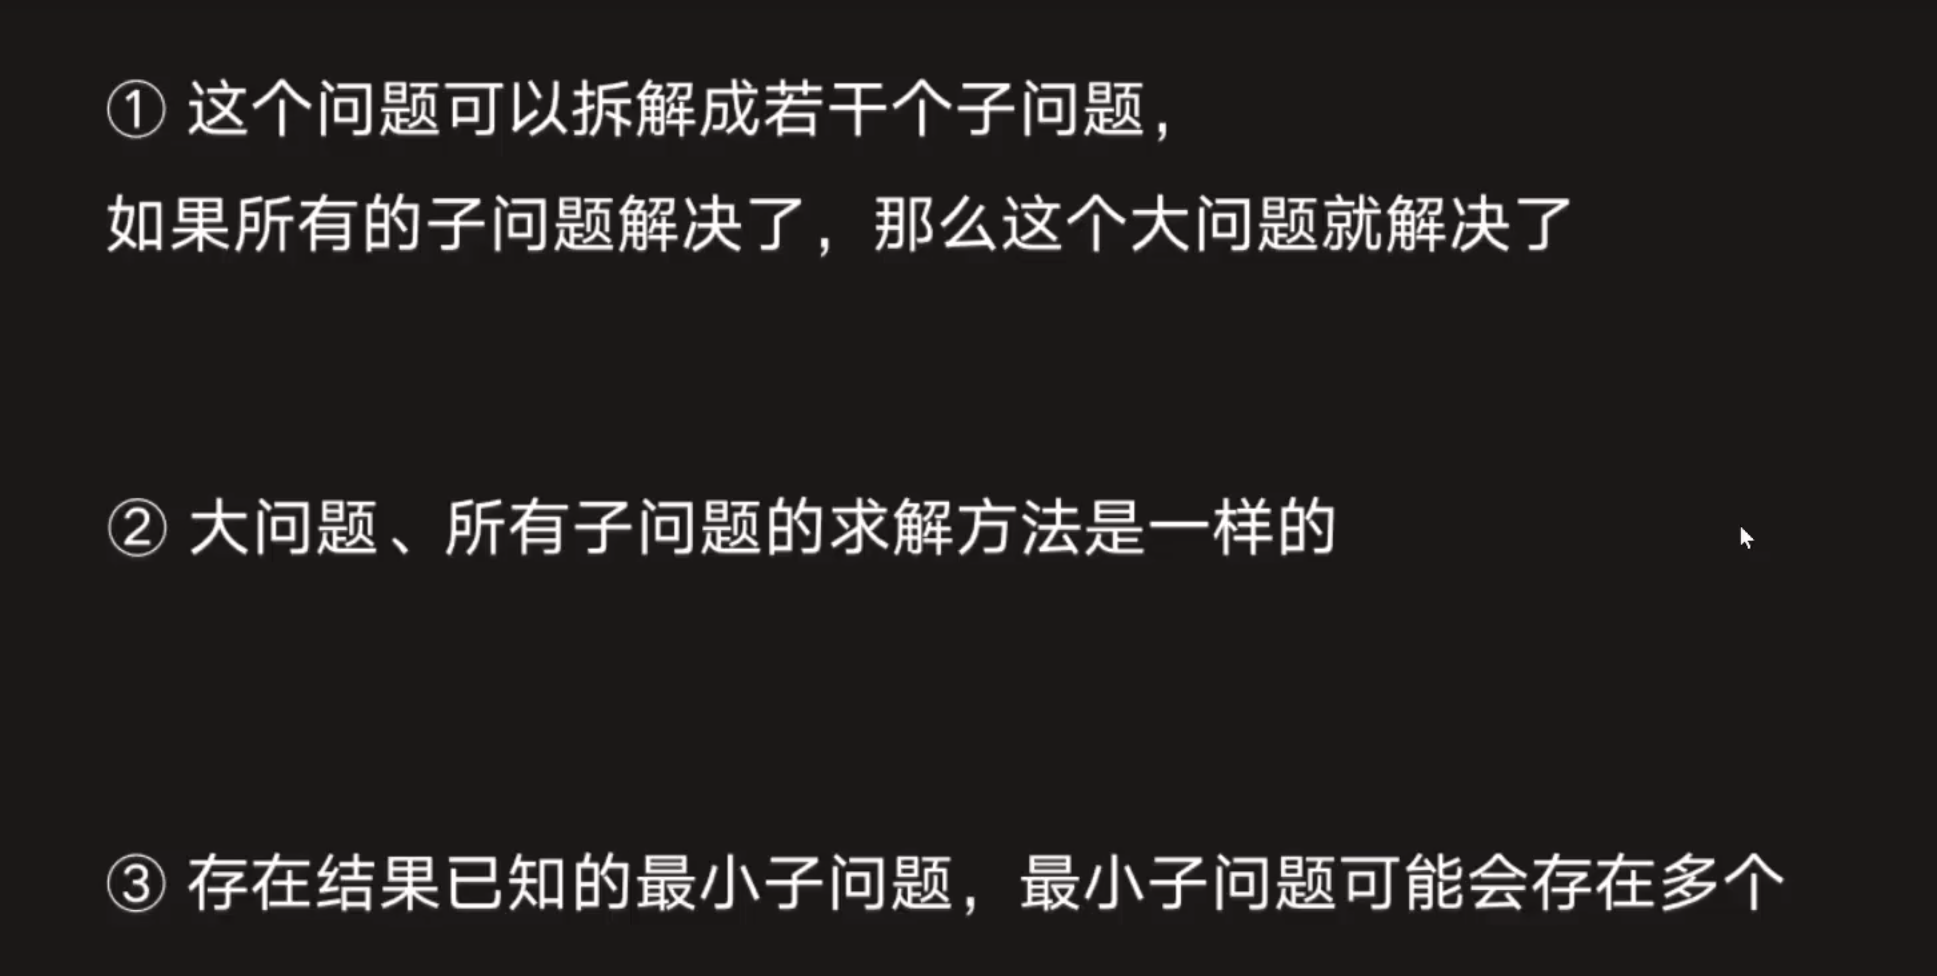 ① 这个问题可以拆解成若干个子问题，
如果所有的子问题解决了，那么这个大问题就解决了
② 大问题、所有子问题的求解方法是一样的
③ 存在结果已知的最小子问题，最小子问题可能会存在多个